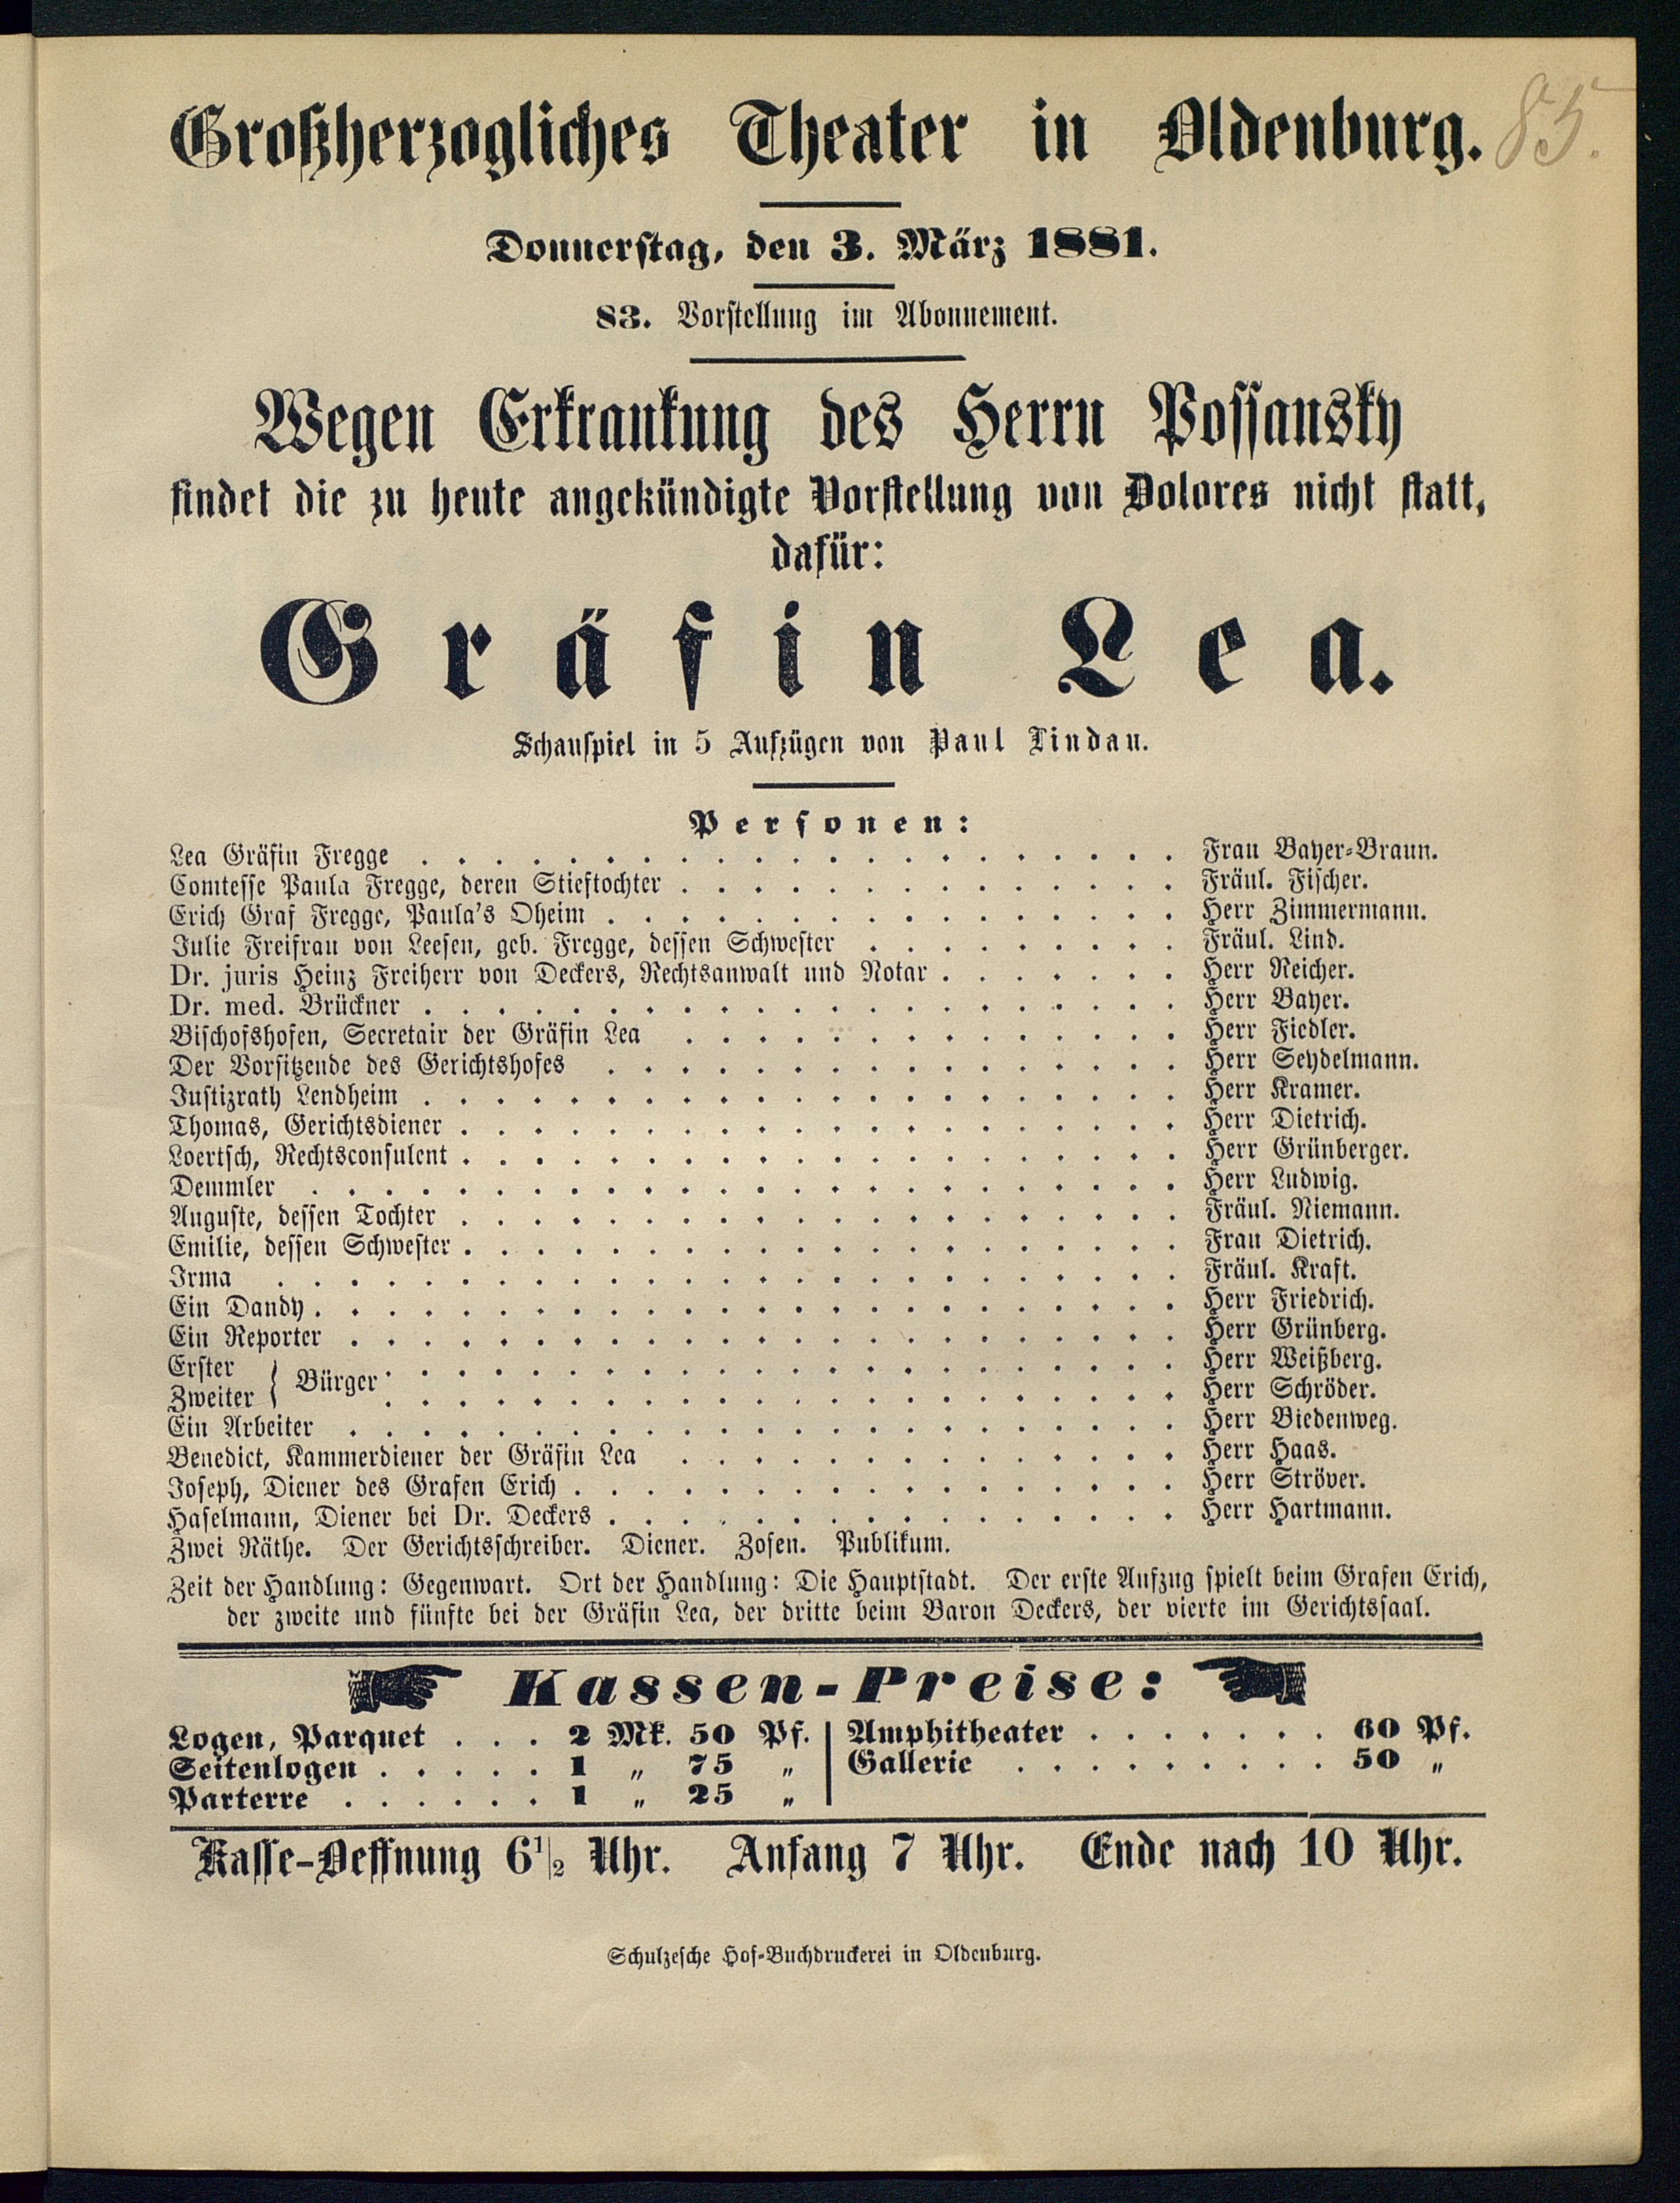 Großherzogliches Theater in Oldenburg.
85.
Donnerstag, den 3. März 1881.
83. Vorstellung im Abonnement.
Wegen Erkrankung des Herrn Possansky
findet die zu heute angekündigte Vorstellung von Dolores nicht statt,
dafür:
Gräfin Lea.
Schauspiel in 5 Aufzügen von Paul Lindau.
Personen:
Lea Gräfin Fregge . . . . . Frau Bayer-Braun.
Comtesse Paula Fregge, deren Stieftochter . . . . . Fräul. Fischer.
Erich Graf Fregge, Paula's Oheim . . . . . Herr Zimmermann.
Julie Freifrau von Leesen, geb. Fregge, dessen Schwester . . . . . Fräul. Lind.
Dr. juris Heinz Freiherr von Deckers, Rechtsanwalt und Notar . . . . . Herr Reicher.
Dr. med. Brückner . . . . . Herr Bayer.
Bischofshofen, Secretair der Gräfin Lea . . . . . Herr Fiedler.
Der Vorsitzende des Gerichtshofes . . . . . Herr Seydelmann.
Justizrath Lendheim . . . . . Herr Kramer.
Thomas, Gerichtsdiener . . . . . Herr Dietrich.
Loertsch, Rechtsconsulent . . . . . Herr Grünberger.
Demmler . . . . . Herr Ludwig.
Auguste, dessen Tochter . . . . . Fräul. Niemann.
Emilie, dessen Schwester . . . . . Frau Dietrich.
Irma . . . . . Fräul. Kraft.
Ein Dandy . . . . . Herr Friedrich.
Ein Reporter . . . . . Herr Grünberg.
Erster } Bürger . . . . . Herr Weißberg.
Zweiter . . . . . Herr Schröder.
Ein Arbeiter . . . . . Herr Biedenweg.
Benedict, Kammerdiener der Gräfin Lea . . . . . Herr Haas.
Joseph, Diener des Grafen Erich . . . . . Herr Ströver.
Haselmann, Diener bei Dr. Deckers . . . . . Herr Hartmann.
Zwei Räthe. Der Gerichtsschreiber. Diener. Zofen. Publikum.
Zeit der Handlung: Gegenwart. Ort der Handlung: Die Hauptstadt. Der erste Aufzug spielt beim Grafen Erich,
der zweite und fünfte bei der Gräfin Lea, der dritte beim Baron Deckers, der vierte im Gerichtssaal.
Kassen-Preise:
Logen, Parquet . . . 2 Mk. 50 Pf.
Seitenlogen . . . . . 1 „ 75 „
Parterre . . . . . . 1 „ 25 „
Amphitheater . . . . . . . 60 Pf.
Gallerie . . . . . . . . . 50 „
Kasse-Oeffnung 6 1/2 Uhr. Anfang 7 Uhr. Ende nach 10 Uhr.
Schulzesche Hof-Buchdruckerei in Oldenburg.